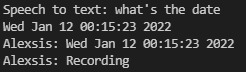 Speech to text: what's the date
Wed Jan 12 00:15:23 2022
Alexsis: Wed Jan 12 00:15:23 2022
Alexsis: Recording